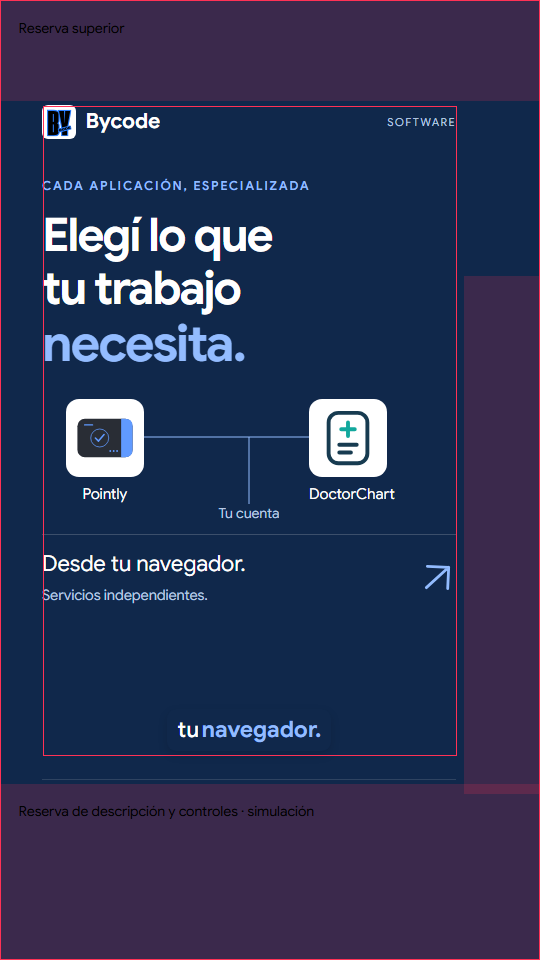 Reserva superior
BY
Bycode
SOFTWARE
CADA APLICACIÓN, ESPECIALIZADA
Elegí lo que
tu trabajo
necesita.
Pointly
DoctorChart
Tu cuenta
Desde tu navegador.
Servicios independientes.
tu navegador.
Reserva de descripción y controles · simulación